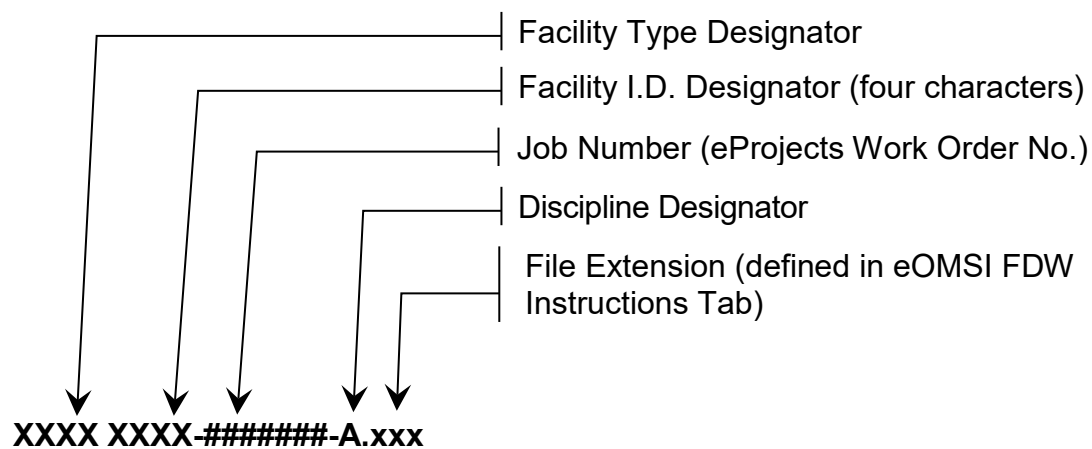 Facility Type Designator
Facility I.D. Designator (four characters)
Job Number (eProjects Work Order No.)
Discipline Designator
File Extension (defined in eOMSI FDW
Instructions Tab)
XXXX XXXX-#######-A.xxx